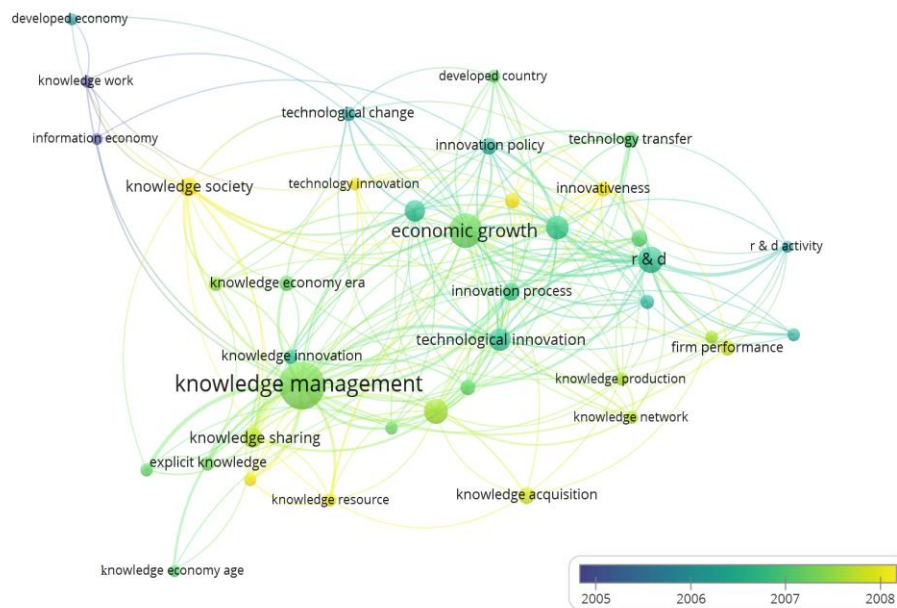 developed economy
knowledge work
developed country
technological change
information economy
technology transfer
innovation policy
knowledge society
technology innovation
innovativeness
economic growth
r & d activity
r & d
knowledge economy era
innovation process
technological innovation
firm performance
knowledge innovation
knowledge management
knowledge production
knowledge network
knowledge sharing
explicit knowledge
knowledge resource
knowledge acquisition
knowledge economy age
2005 2006 2007 2008